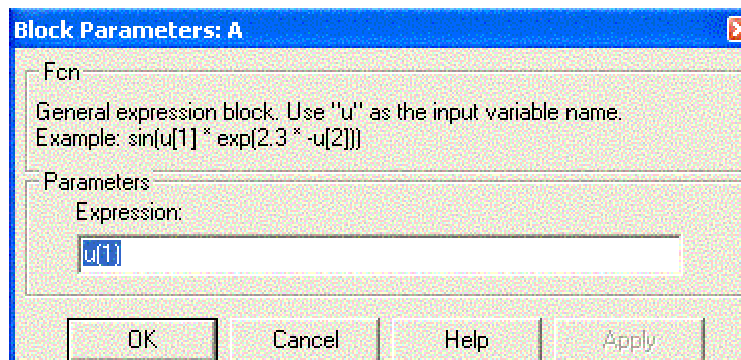 Block Parameters: A
Fcn
General expression block. Use "u" as the input variable name.
Example: sin(u[1] * exp(2.3 * -u[2]))
Parameters
Expression:
u(1)
OK Cancel Help Apply